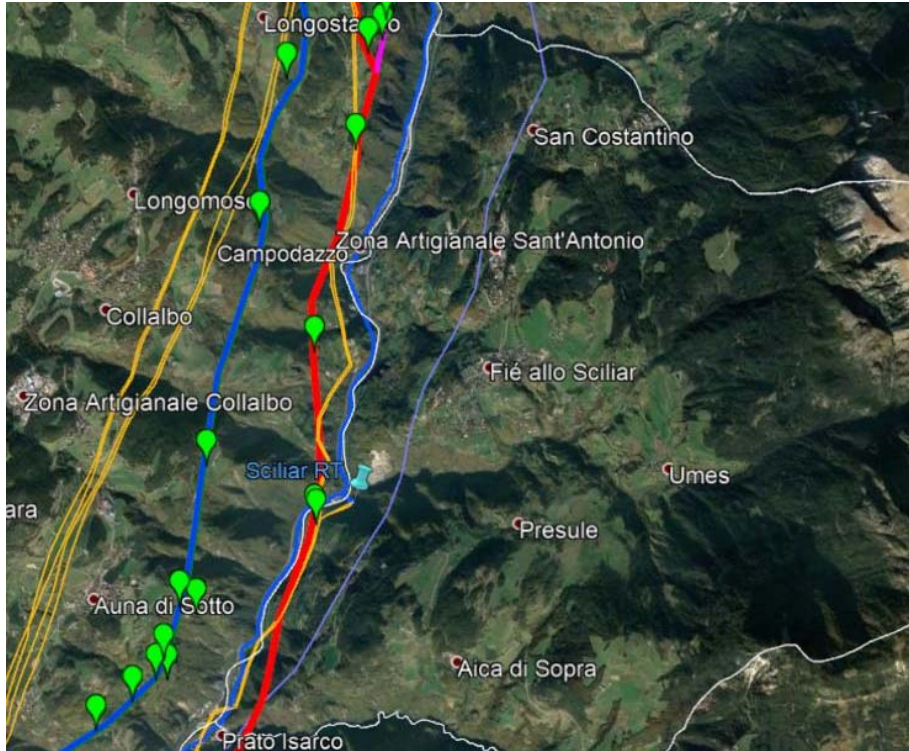 Longosta
o
San Costantino
Longomoso
Campodazzo
Zona Artigianale Sant'Antonio
Collalbo
Fié allo Sciliar
Zona Artigianale Collalbo
Sciliar RT
Umes
ara
Presule
Auna di Sotto
Aica di Sopra
Prato Isarco